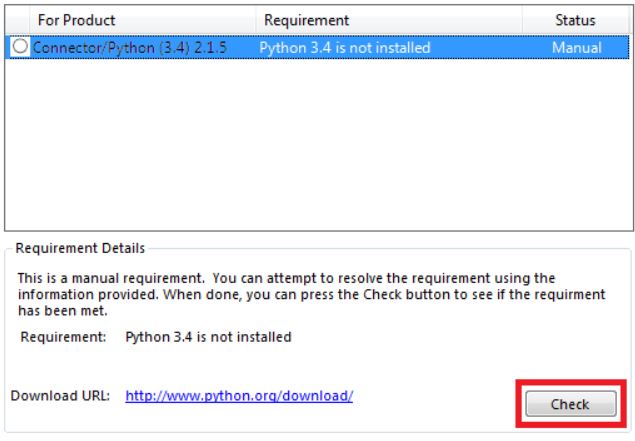 For Product Requirement Status
Connector/Python (3.4) 2.1.5 Python 3.4 is not installed Manual
Requirement Details
This is a manual requirement. You can attempt to resolve the requirement using the
information provided. When done, you can press the Check button to see if the requirment
has been met.
Requirement: Python 3.4 is not installed
Download URL: http://www.python.org/download/
Check